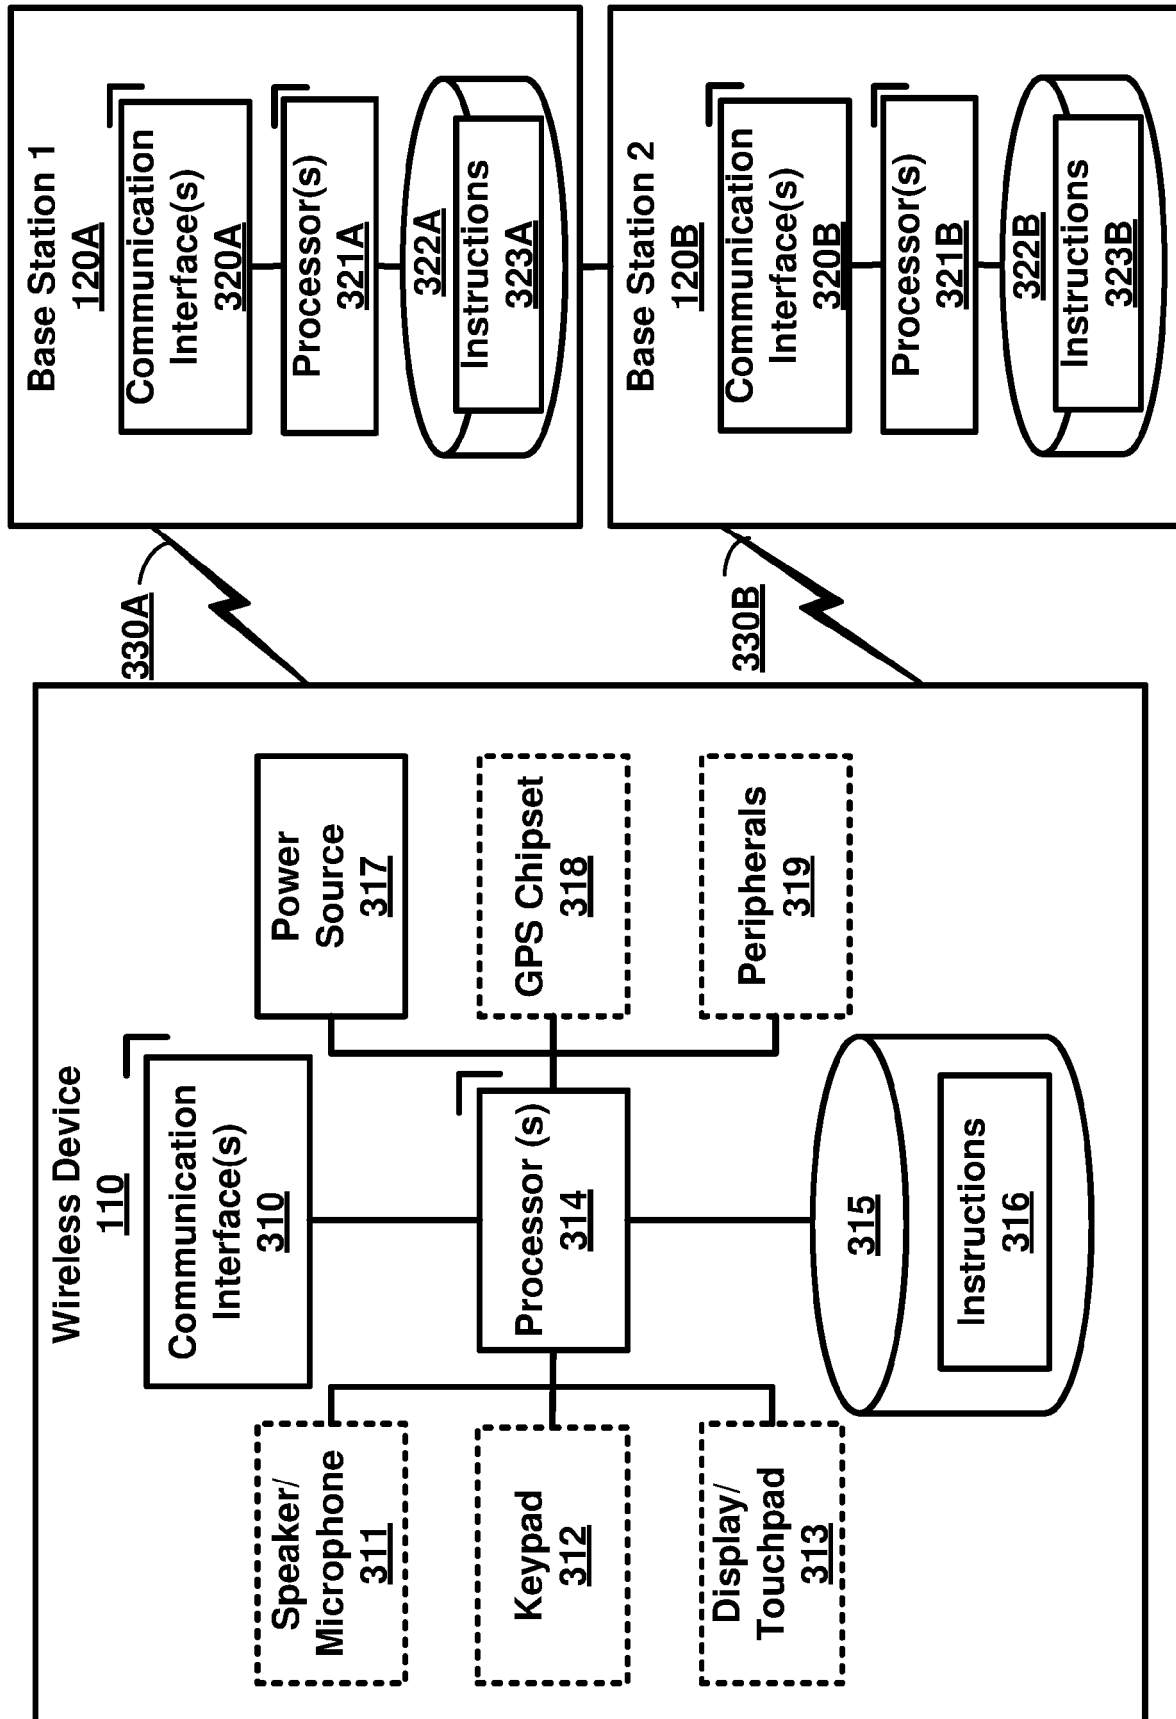 Wireless Device
110
Communication
Interface(s)
310
Speaker/
Microphone
311
Keypad
312
Display/
Touchpad
313
Processor (s)
314
Power
Source
317
GPS Chipset
318
Peripherals
319
315
Instructions
316
330A
330B
Base Station 1
120A
Communication
Interface(s)
320A
Processor(s)
321A
322A
Instructions
323A
Base Station 2
120B
Communication
Interface(s)
320B
Processor(s)
321B
322B
Instructions
323B